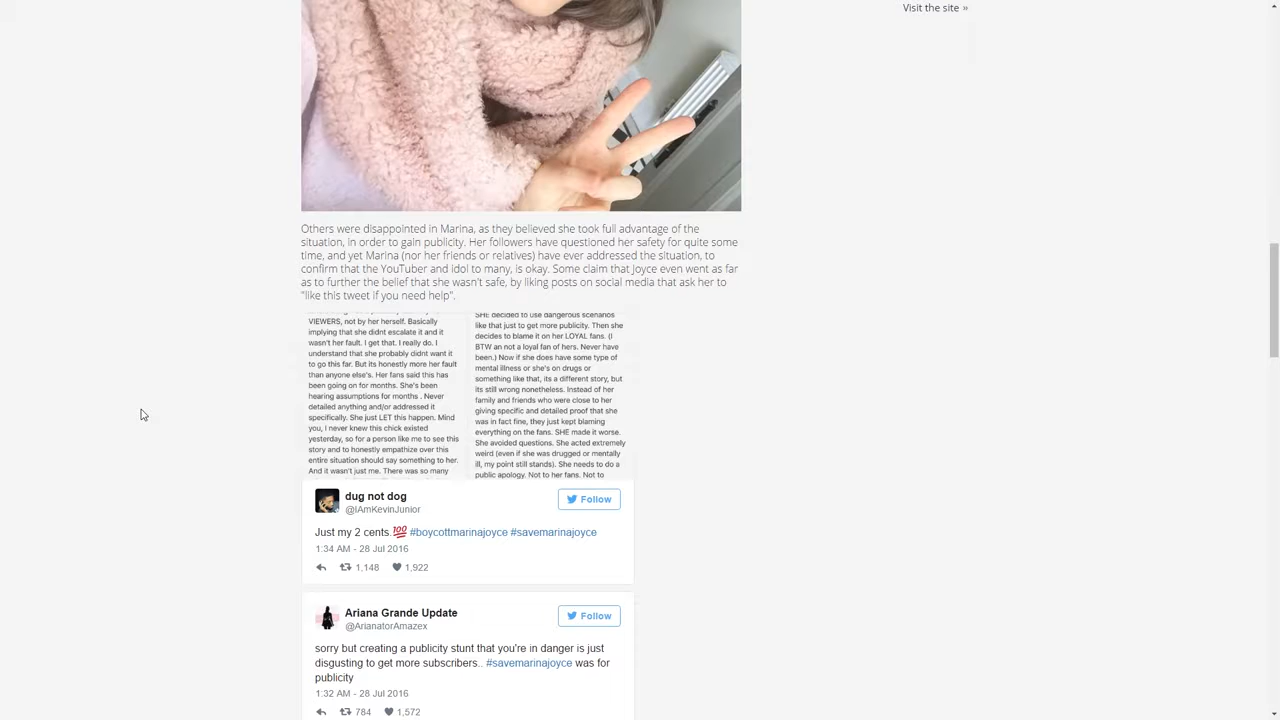 Visit the site »
Others were disappointed in Marina, as they believed she took full advantage of the
situation, in order to gain publicity. Her followers have questioned her safety for quite some
time, and yet Marina (nor her friends or relatives) have ever addressed the situation, to
confirm that the YouTuber and idol to many, is okay. Some claim that Joyce even went as far
as to further the belief that she wasn't safe, by liking posts on social media that ask her to
"like this tweet if you need help".
VIEWERS, not by her herself. Basically
implying that she didnt escalate it and it
wasn't her fault. I get that. I really do. I
understand that she probably didnt want it
to go this far. But its honestly more her fault
than anyone else's. Her fans said this has
been going on for months. She's been
hearing assumptions for months . Never
detailed anything and/or addressed it
specifically. She just LET this happen. Mind
you, I never knew this chick existed
yesterday, so for a person like me to see this
story and to honestly empathize over this
entire situation should say something to her.
And it wasn't just me. There was so many
SHE decided to use dangerous scenarios
like that just to get more publicity. Then she
decides to blame it on her LOYAL fans. (I
BTW an not a loyal fan of hers. Never have
been.) Now if she does have some type of
mental illness or she's on drugs or
something like that, its a different story, but
its still wrong nonetheless. Instead of her
family and friends who were close to her
giving specific and detailed proof that she
was in fact fine, they just kept blaming
everything on the fans. SHE made it worse.
She avoided questions. She acted extremely
weird (even if she was drugged or mentally
ill, my point still stands). She needs to do a
public apology. Not to her fans. Not to
dug not dog
@IAmKevinJunior
Follow
Just my 2 cents.💯 #boycottmarinajoyce #savemarinajoyce
1:34 AM - 28 Jul 2016
1,148 1,922
Ariana Grande Update
@ArianatorAmazex
Follow
sorry but creating a publicity stunt that you're in danger is just
disgusting to get more subscribers.. #savemarinajoyce was for
publicity
1:32 AM - 28 Jul 2016
784 1,572